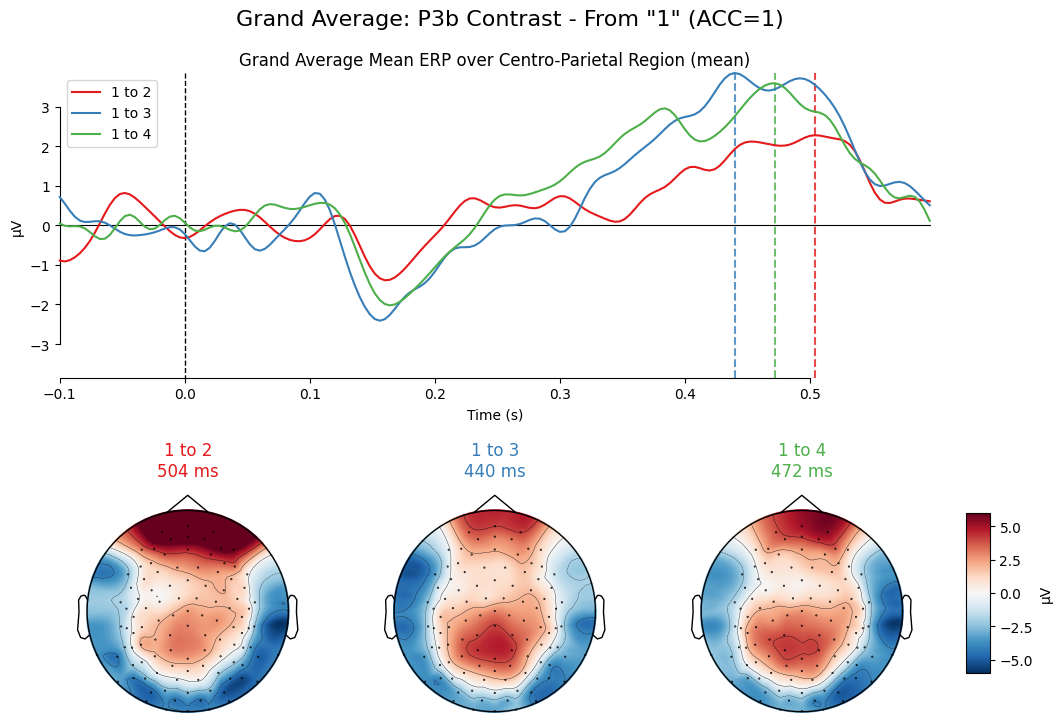 Grand Average: P3b Contrast - From "1" (ACC=1)
Grand Average Mean ERP over Centro-Parietal Region (mean)
1 to 2
1 to 3
1 to 4
3
2
1
0
−1
−2
−3
µV
−0.1 0.0 0.1 0.2 0.3 0.4 0.5
Time (s)
1 to 2
504 ms
1 to 3
440 ms
1 to 4
472 ms
5.0
2.5
0.0
−2.5
−5.0
µV